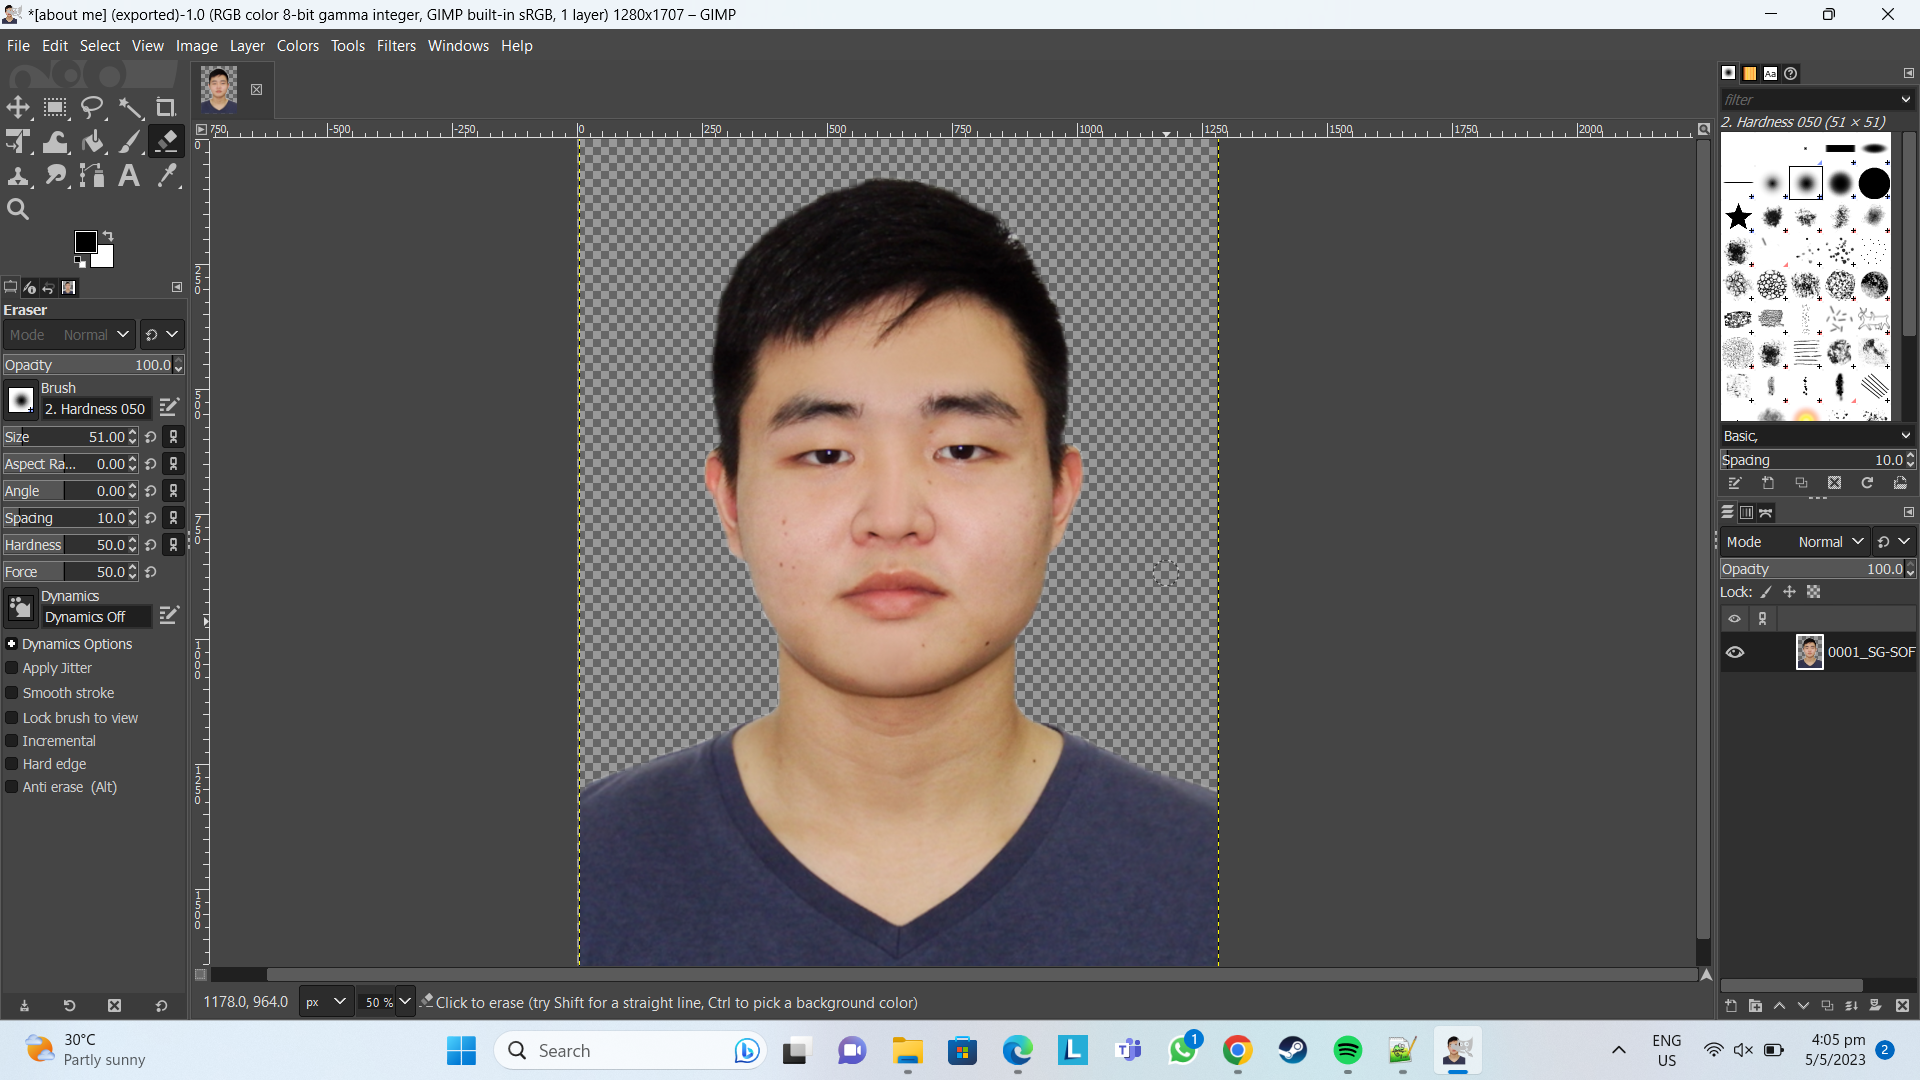 *[about me] (exported)-1.0 (RGB color 8-bit gamma integer, GIMP built-in sRGB, 1 layer) 1280x1707 – GIMP
File Edit Select View Image Layer Colors Tools Filters Windows Help
filter
2. Hardness 050 (51 × 51)
750 -500 -250 0 250 500 750 1000 1250 1500 1750 2000
0
250
500
750
1000
1250
1500
Eraser
Mode Normal
Opacity 100.0
Brush
2. Hardness 050
Size 51.00
Aspect Ra... 0.00
Angle 0.00
Spacing 10.0
Hardness 50.0
Force 50.0
Dynamics
Dynamics Off
Dynamics Options
Apply Jitter
Smooth stroke
Lock brush to view
Incremental
Hard edge
Anti erase (Alt)
Basic,
Spacing 10.0
Mode Normal
Opacity 100.0
Lock:
0001_SG-SOF
1178.0, 964.0 px 50 % Click to erase (try Shift for a straight line, Ctrl to pick a background color)
30°C
Partly sunny
Search
1
ENG
US
4:05 pm
5/5/2023
2